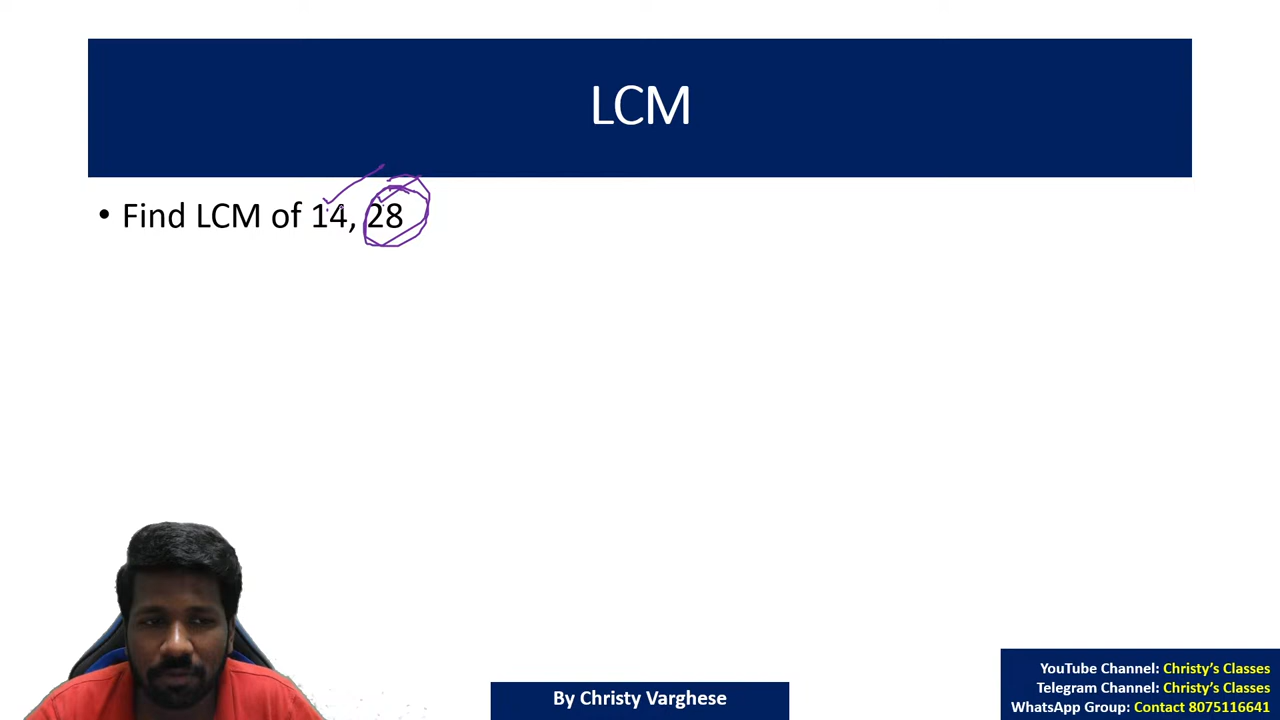 LCM
• Find LCM of 14, 28
By Christy Varghese
YouTube Channel: Christy's Classes
Telegram Channel: Christy's Classes
WhatsApp Group: Contact 8075116641